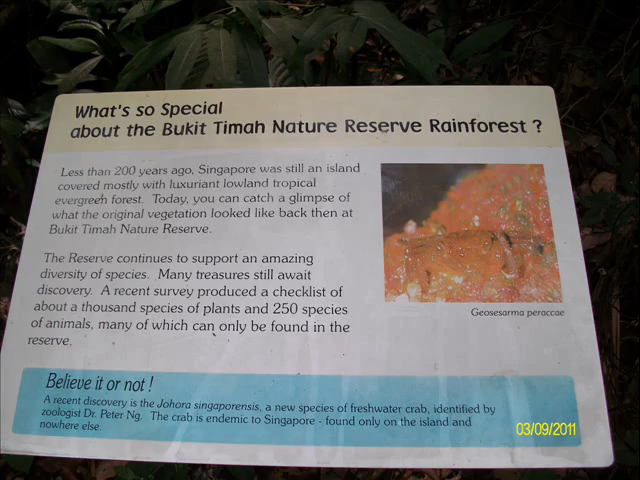 What's so Special
about the Bukit Timah Nature Reserve Rainforest ?
Less than 200 years ago, Singapore was still an island
covered mostly with luxuriant lowland tropical
evergreen forest. Today, you can catch a glimpse of
what the original vegetation looked like back then at
Bukit Timah Nature Reserve.
The Reserve continues to support an amazing
diversity of species. Many treasures still await
discovery. A recent survey produced a checklist of
about a thousand species of plants and 250 species
of animals, many of which can only be found in the
reserve.
Geosesarma peraccae
Believe it or not !
A recent discovery is the Johora singaporensis, a new species of freshwater crab, identified by
zoologist Dr. Peter Ng. The crab is endemic to Singapore - found only on the island and
nowhere else.
03/09/2011